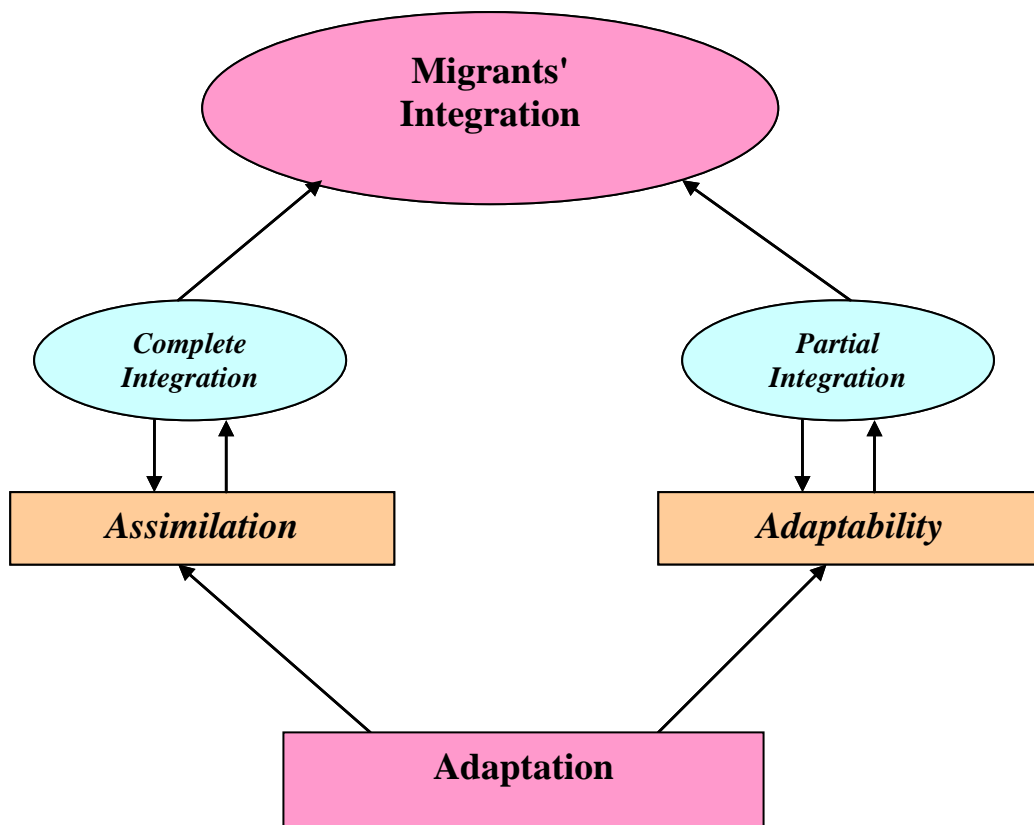 Migrants'
Integration
Complete
Integration
Partial
Integration
Assimilation
Adaptability
Adaptation